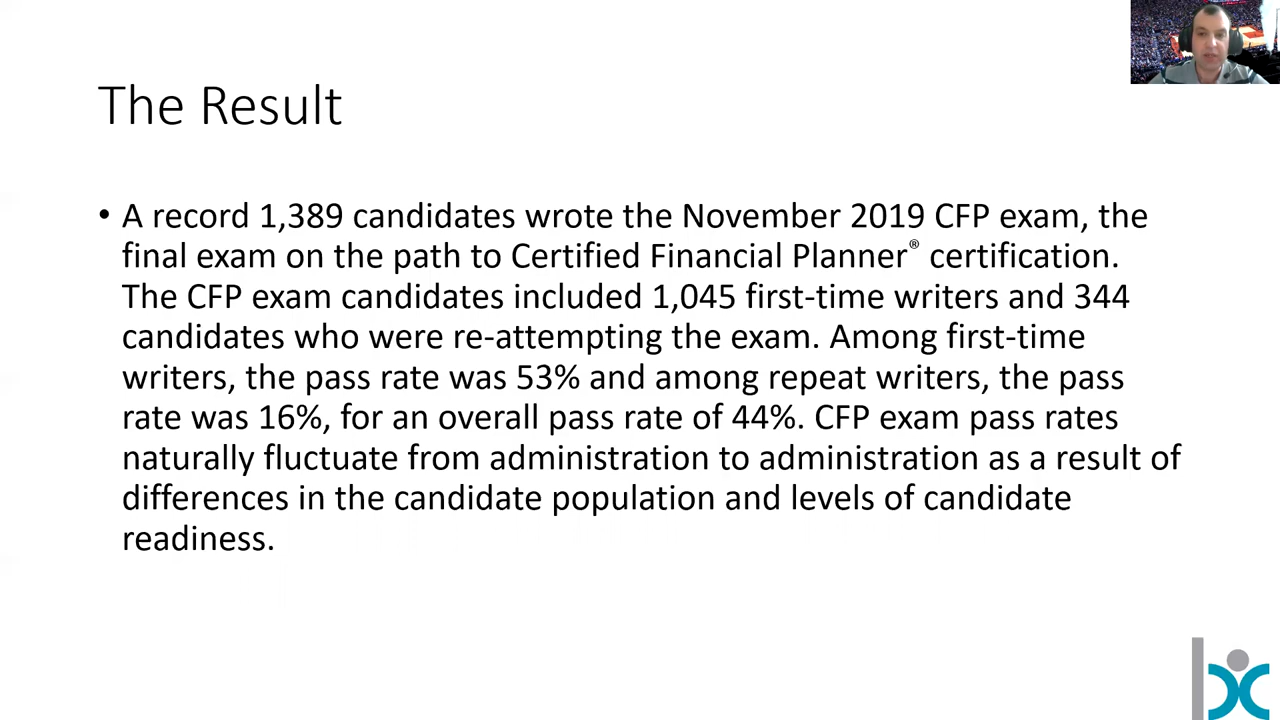 The Result
• A record 1,389 candidates wrote the November 2019 CFP exam, the
final exam on the path to Certified Financial Planner® certification.
The CFP exam candidates included 1,045 first-time writers and 344
candidates who were re-attempting the exam. Among first-time
writers, the pass rate was 53% and among repeat writers, the pass
rate was 16%, for an overall pass rate of 44%. CFP exam pass rates
naturally fluctuate from administration to administration as a result of
differences in the candidate population and levels of candidate
readiness.